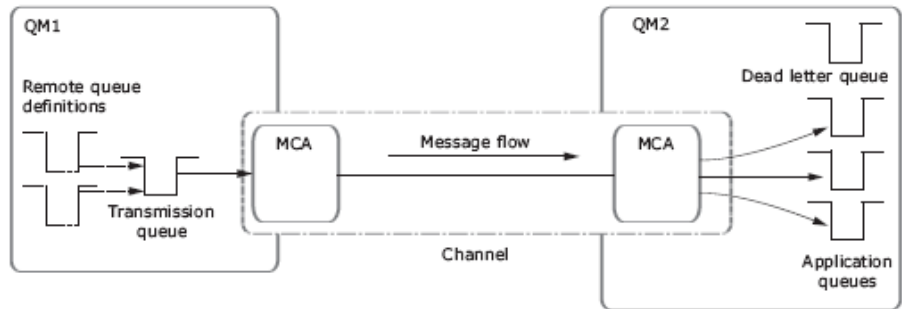 QM1
Remote queue
definitions
Transmission
queue
MCA
Message flow
MCA
Channel
QM2
Dead letter queue
Application
queues